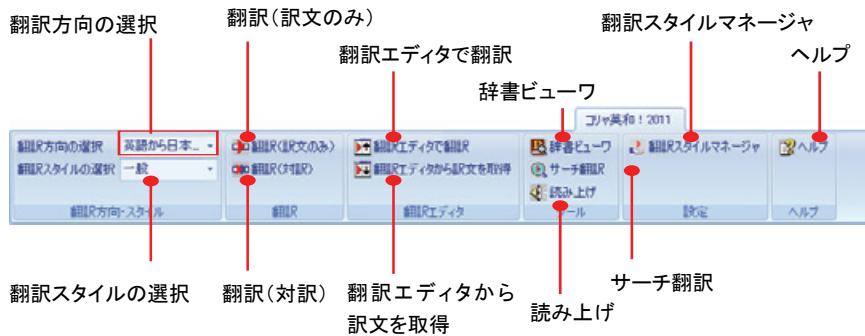 翻訳方向の選択
翻訳（訳文のみ）
翻訳エディタで翻訳
辞書ビューワ
翻訳スタイルマネージャ
ヘルプ
コリャ英和！2011
翻訳方向の選択 英語から日本...
翻訳(訳文のみ)
翻訳エディタで翻訳
辞書ビューワ
翻訳スタイルマネージャ
ヘルプ
翻訳スタイルの選択 一般
翻訳(対訳)
翻訳エディタから訳文を取得
サーチ翻訳
読み上げ
翻訳方向・スタイル
翻訳
翻訳エディタ
ツール
設定
ヘルプ
翻訳スタイルの選択
翻訳（対訳）
翻訳エディタから
訳文を取得
読み上げ
サーチ翻訳